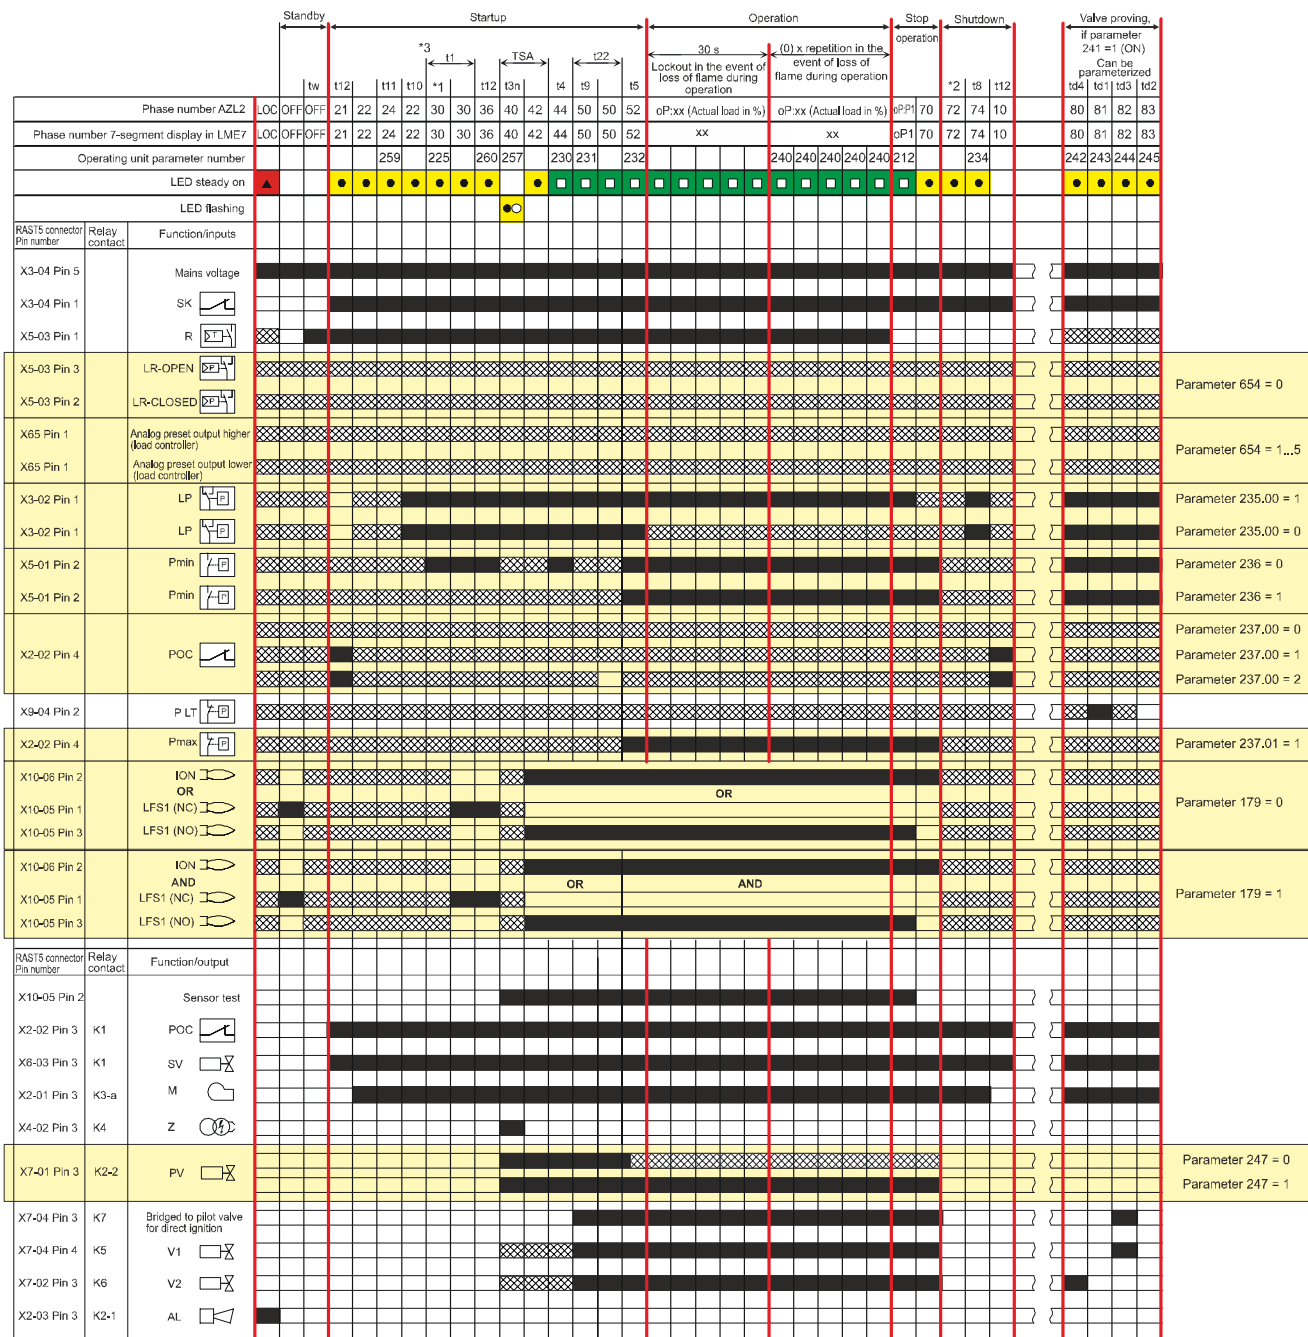 Standby Startup Operation Stop operation Shutdown Valve proving, if parameter 241 =1 (ON) Can be parameterized
*3 t1 TSA t22 30 s Lockout in the event of loss of flame during operation (0) x repetition in the event of loss of flame during operation
tw t12 t11 t10 *1 t12 t3n t4 t9 t5 *2 t8 t12 td4 td1 td3 td2
Phase number AZL2 LOC OFF OFF 21 22 24 22 30 30 36 40 42 44 50 50 52 oP:xx (Actual load in %) oP:xx (Actual load in %) oP:P1 70 72 74 10 80 81 82 83
Phase number 7-segment display in LME7 LOC OFF OFF 21 22 24 22 30 30 36 40 42 44 50 50 52 xx xx oP1 70 72 74 10 80 81 82 83
Operating unit parameter number 259 225 260 257 230 231 232 240 240 240 240 240 212 234 242 243 244 245
LED steady on
LED flashing
RAST5 connector Pin number Relay contact Function/inputs
X3-04 Pin 5 Mains voltage
X3-04 Pin 1 SK
X5-03 Pin 1 R
X5-03 Pin 3 LR-OPEN
Parameter 654 = 0
X5-03 Pin 2 LR-CLOSED
X65 Pin 1 Analog preset output higher (load controller)
Parameter 654 = 1...5
X65 Pin 1 Analog preset output lower (load controller)
X3-02 Pin 1 LP P Parameter 235.00 = 1
X3-02 Pin 1 LP P Parameter 235.00 = 0
X5-01 Pin 2 Pmin P Parameter 236 = 0
X5-01 Pin 2 Pmin P Parameter 236 = 1
Parameter 237.00 = 0
X2-02 Pin 4 POC Parameter 237.00 = 1
Parameter 237.00 = 2
X9-04 Pin 2 P LT P
X2-02 Pin 4 Pmax P Parameter 237.01 = 1
X10-06 Pin 2 ION
OR OR
X10-05 Pin 1 LFS1 (NC) Parameter 179 = 0
X10-05 Pin 3 LFS1 (NO)
X10-06 Pin 2 ION
AND OR AND
X10-05 Pin 1 LFS1 (NC) Parameter 179 = 1
X10-05 Pin 3 LFS1 (NO)
RAST5 connector Pin number Relay contact Function/output
X10-05 Pin 2 Sensor test
X2-02 Pin 3 K1 POC
X6-03 Pin 3 K1 SV
X2-01 Pin 3 K3-a M
X4-02 Pin 3 K4 Z
Parameter 247 = 0
X7-01 Pin 3 K2-2 PV
Parameter 247 = 1
X7-04 Pin 3 K7 Bridged to pilot valve for direct ignition
X7-04 Pin 4 K5 V1
X7-02 Pin 3 K6 V2
X2-03 Pin 3 K2-1 AL